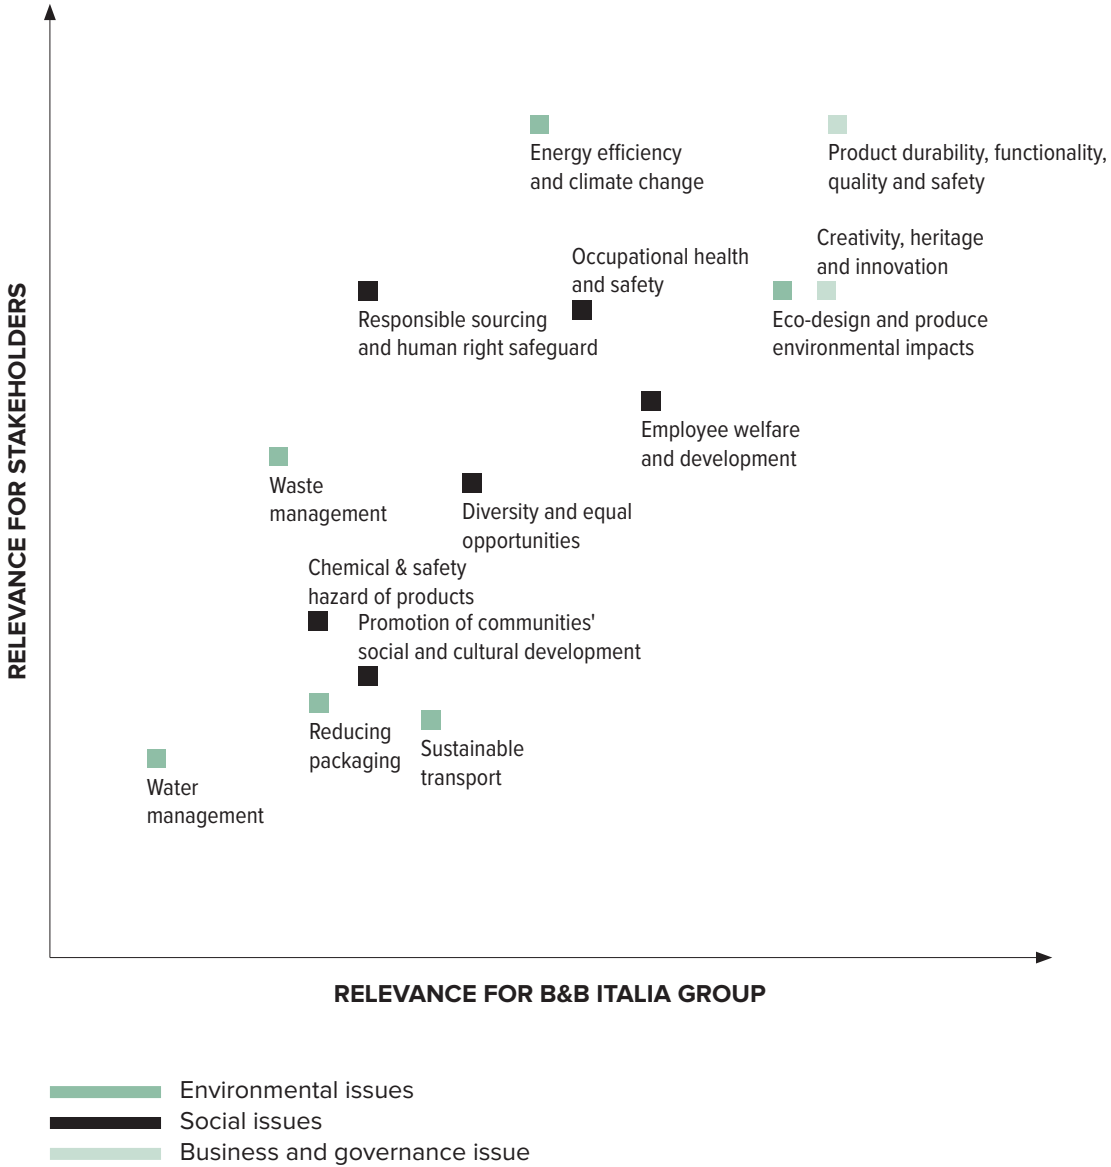 Energy efficiency
and climate change
Product durability, functionality,
quality and safety
Creativity, heritage
and innovation
Occupational health
and safety
Responsible sourcing
and human right safeguard
Eco-design and produce
environmental impacts
Employee welfare
and development
Waste
management
Diversity and equal
opportunities
Chemical & safety
hazard of products
Promotion of communities'
social and cultural development
Reducing
packaging
Sustainable
transport
Water
management
RELEVANCE FOR STAKEHOLDERS
RELEVANCE FOR B&B ITALIA GROUP
Environmental issues
Social issues
Business and governance issue